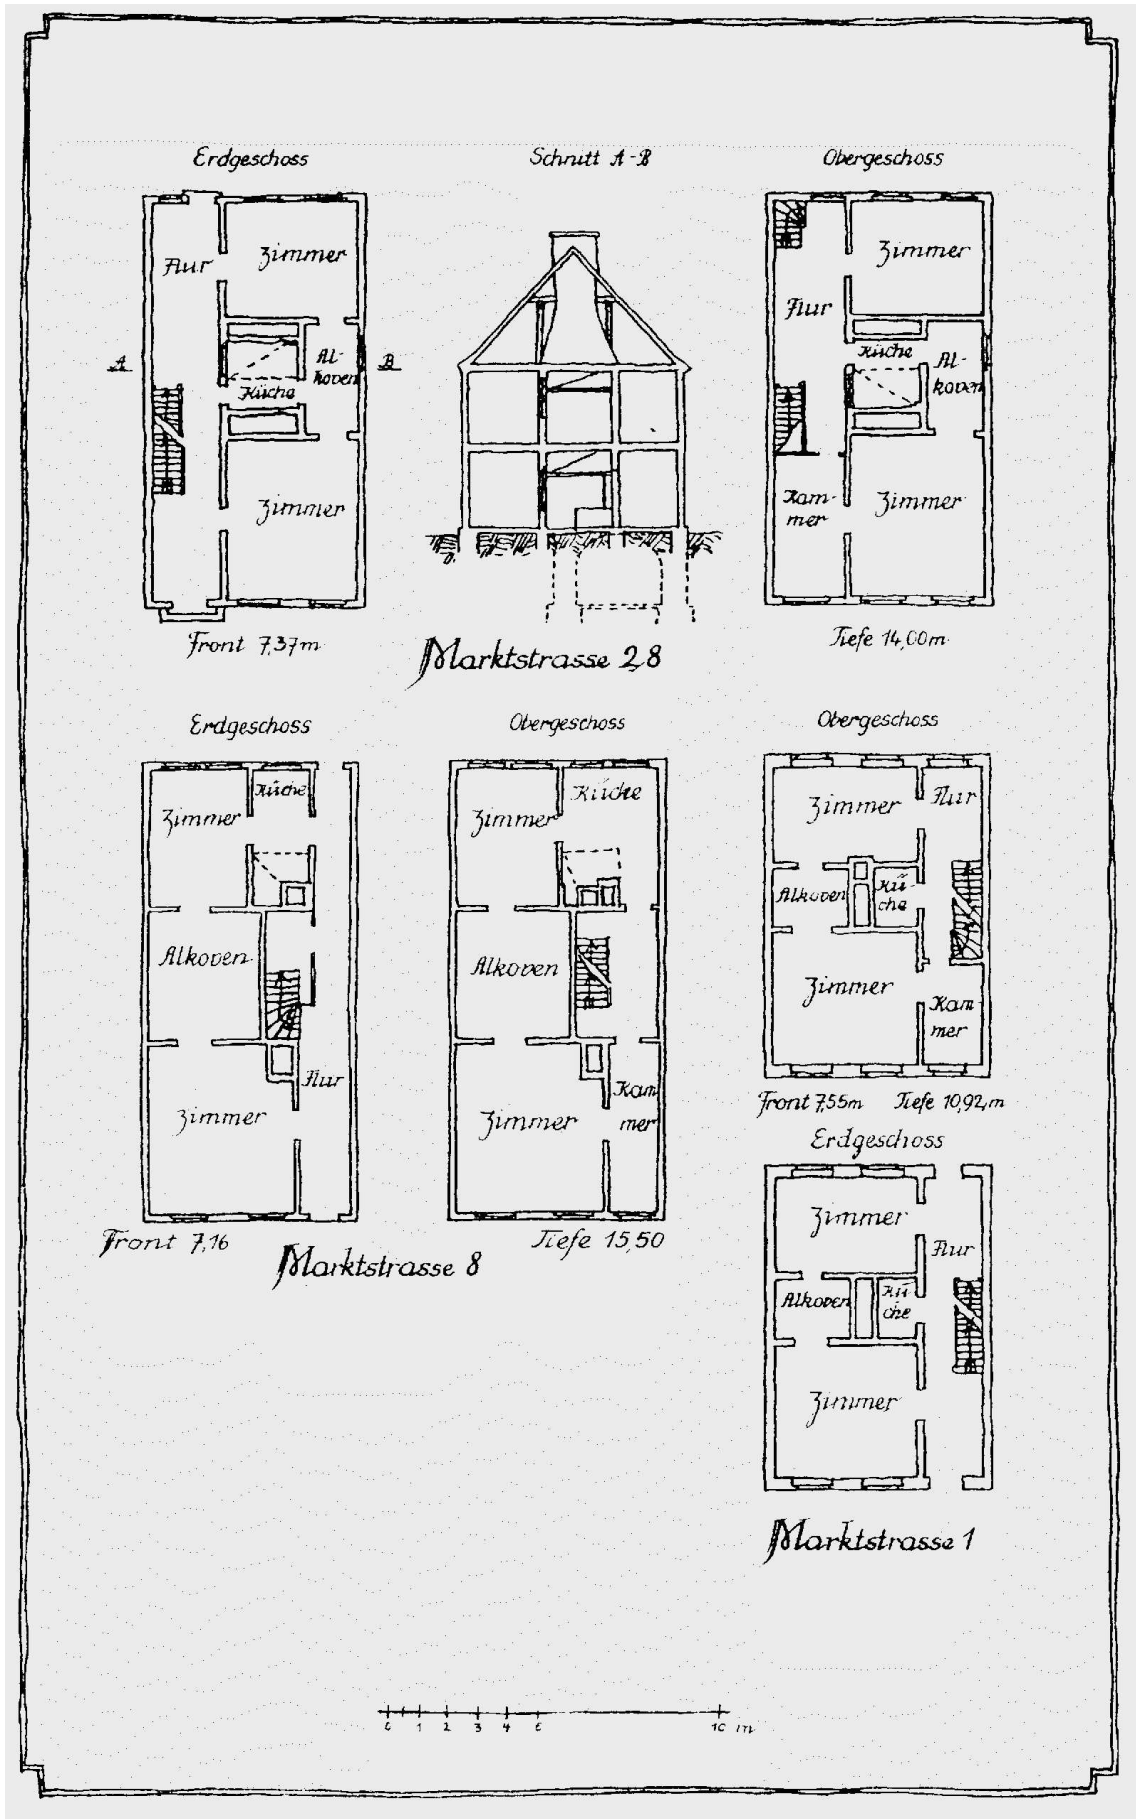 Erdgeschoss
Schnitt A-B
Obergeschoss
Flur
Zimmer
A
Al-
koven
B
Küche
Zimmer
Zimmer
Flur
Küche
Al-
koven
Kam-
mer
Zimmer
Front 7,37m
Marktstrasse 28
Tiefe 14,00m
Erdgeschoss
Obergeschoss
Obergeschoss
Zimmer
Küche
Alkoven
Flur
Zimmer
Zimmer
Küche
Alkoven
Zimmer
Kam
mer
Zimmer
Flur
Alkoven
Kü-
che
Zimmer
Kam-
mer
Front 7,16
Marktstrasse 8
Tiefe 15,50
Front 7,55m
Tiefe 10,92m
Erdgeschoss
Zimmer
Flur
Alkoven
Kü-
che
Zimmer
Marktstrasse 1
0 1 2 3 4 5 10 m